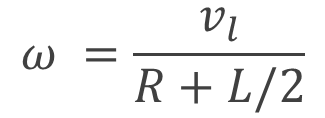 ω = v_l / (R + L/2)